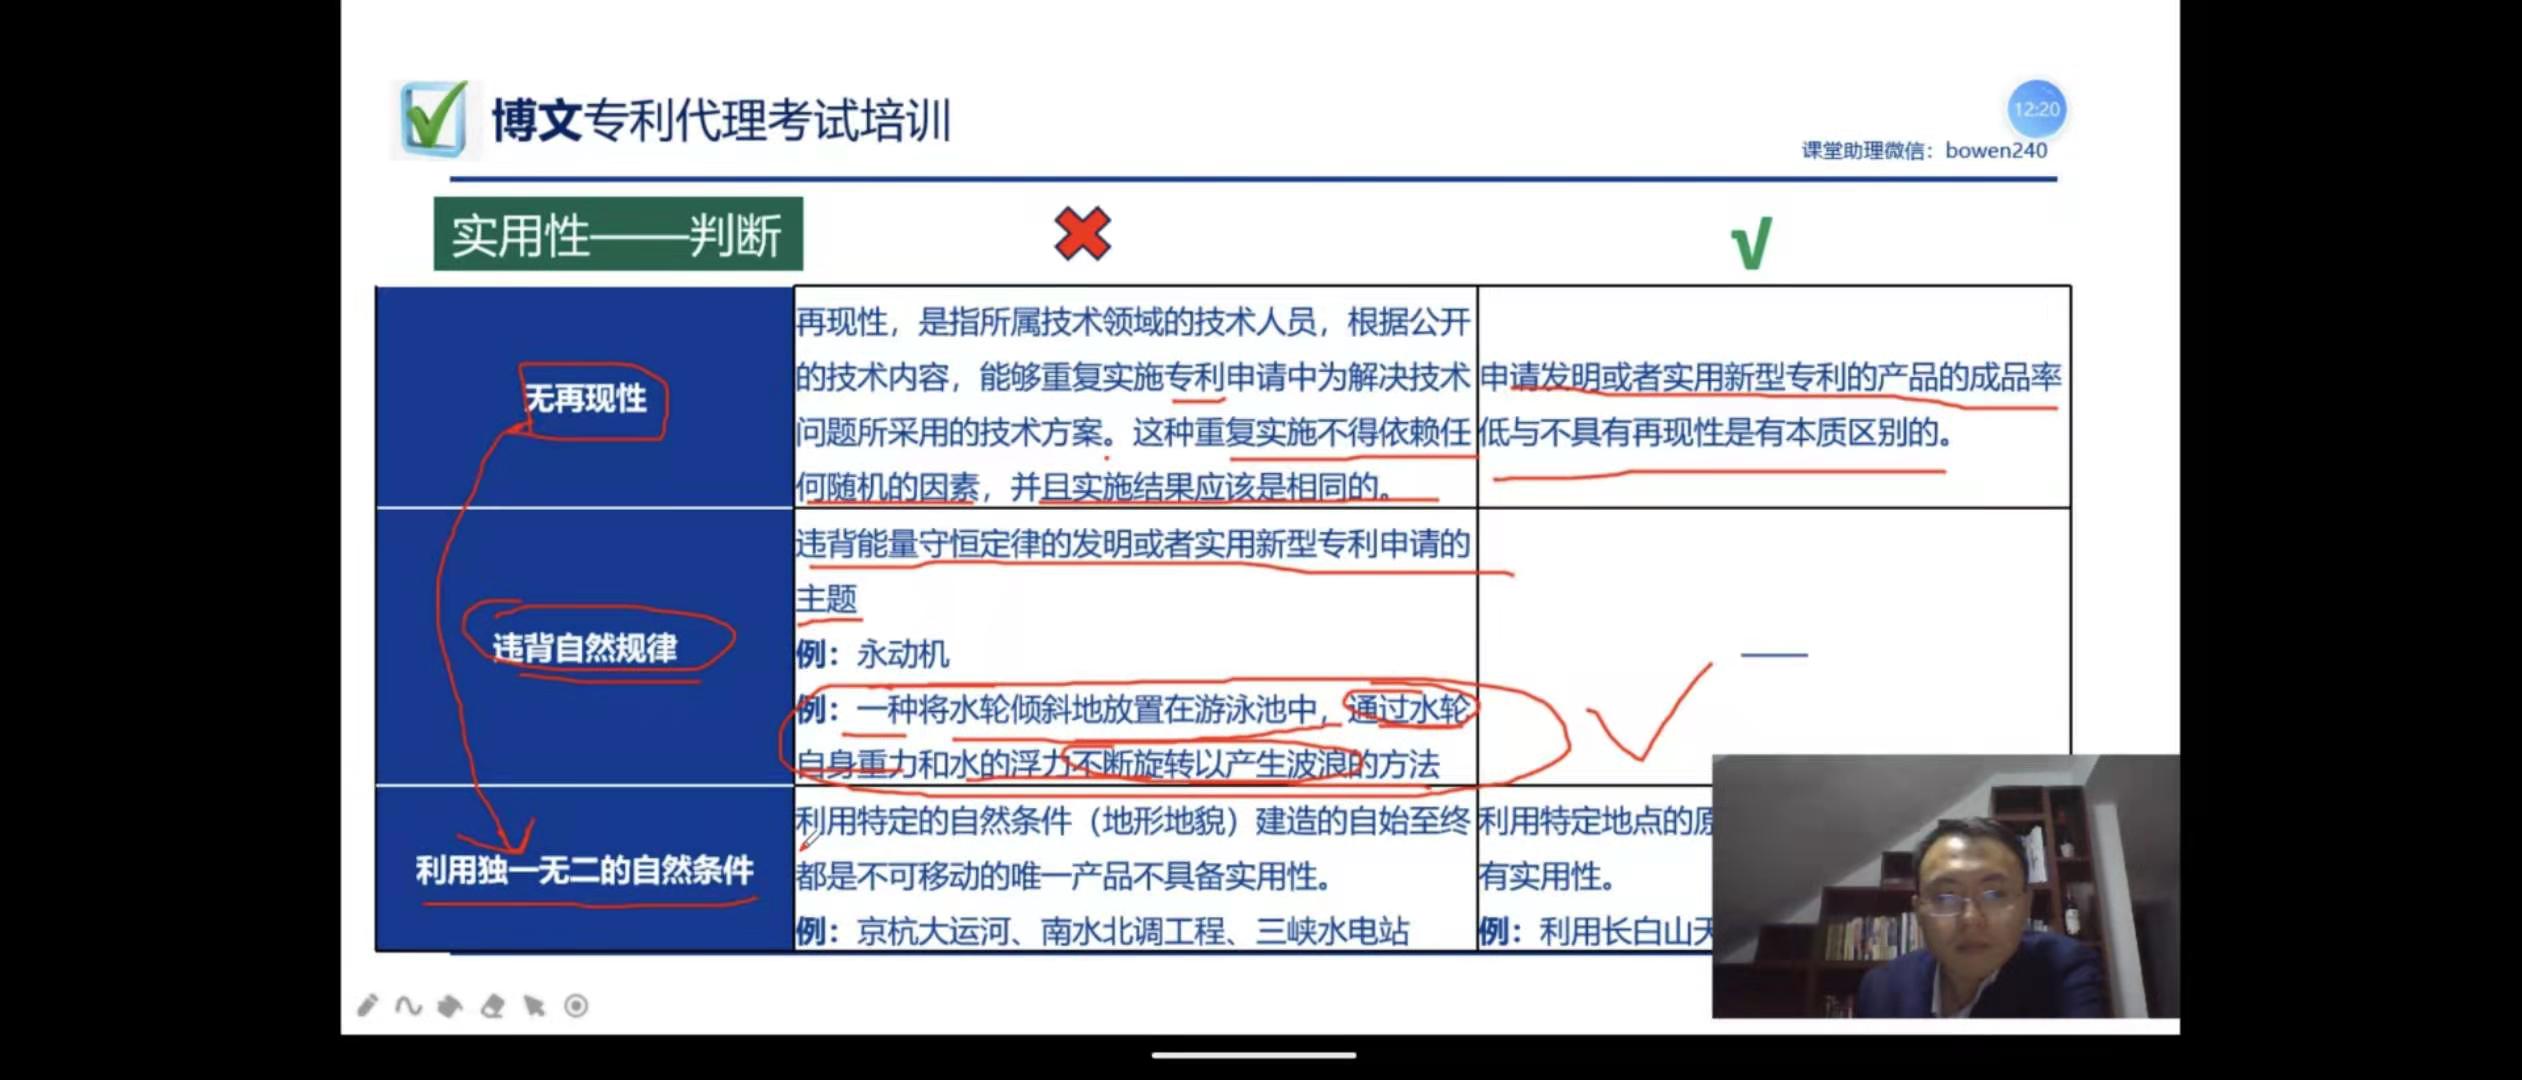 博文专利代理考试培训
12:20
课堂助理微信：bowen240
实用性——判断
无再现性
再现性，是指所属技术领域的技术人员，根据公开
的技术内容，能够重复实施专利申请中为解决技术
问题所采用的技术方案。这种重复实施不得依赖任
何随机的因素，并且实施结果应该是相同的。
申请发明或者实用新型专利的产品的成品率
低与不具有再现性是有本质区别的。
违背自然规律
违背能量守恒定律的发明或者实用新型专利申请的
主题
例：永动机
例：一种将水轮倾斜地放置在游泳池中，通过水轮
自身重力和水的浮力不断旋转以产生波浪的方法
——
利用独一无二的自然条件
利用特定的自然条件（地形地貌）建造的自始至终
都是不可移动的唯一产品不具备实用性。
例：京杭大运河、南水北调工程、三峡水电站
利用特定地点的原
有实用性。
例：利用长白山天